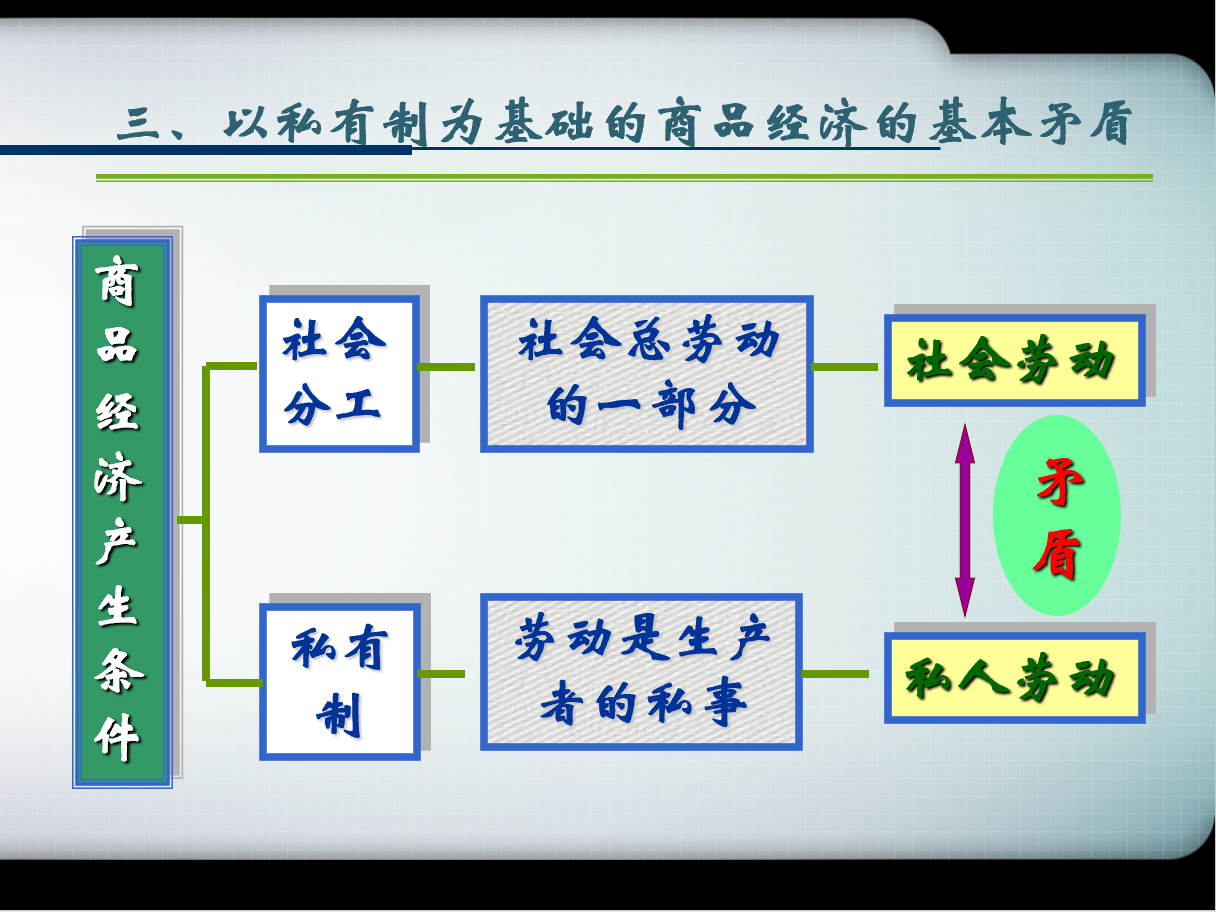 三、以私有制为基础的商品经济的基本矛盾
商品经济产生条件
社会
分工
社会总劳动
的一部分
社会劳动
矛
盾
私有
制
劳动是生产
者的私事
私人劳动